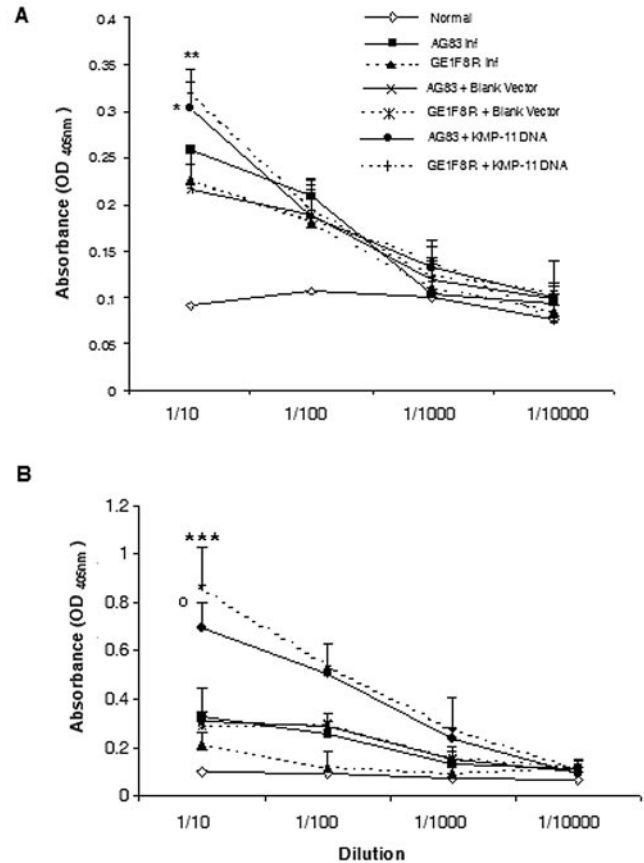 A
Absorbance (OD 405nm)
0.4
0.35
0.3
0.25
0.2
0.15
0.1
0.05
0
**
*
Normal
AG83 Inf
GE1F8R Inf
AG83 + Blank Vector
GE1F8R + Blank Vector
AG83 + KMP-11 DNA
GE1F8R + KMP-11 DNA
1/10 1/100 1/1000 1/10000
B
Absorbance (OD 405nm)
1.2
1
0.8
0.6
0.4
0.2
0
***
o
1/10 1/100 1/1000 1/10000
Dilution